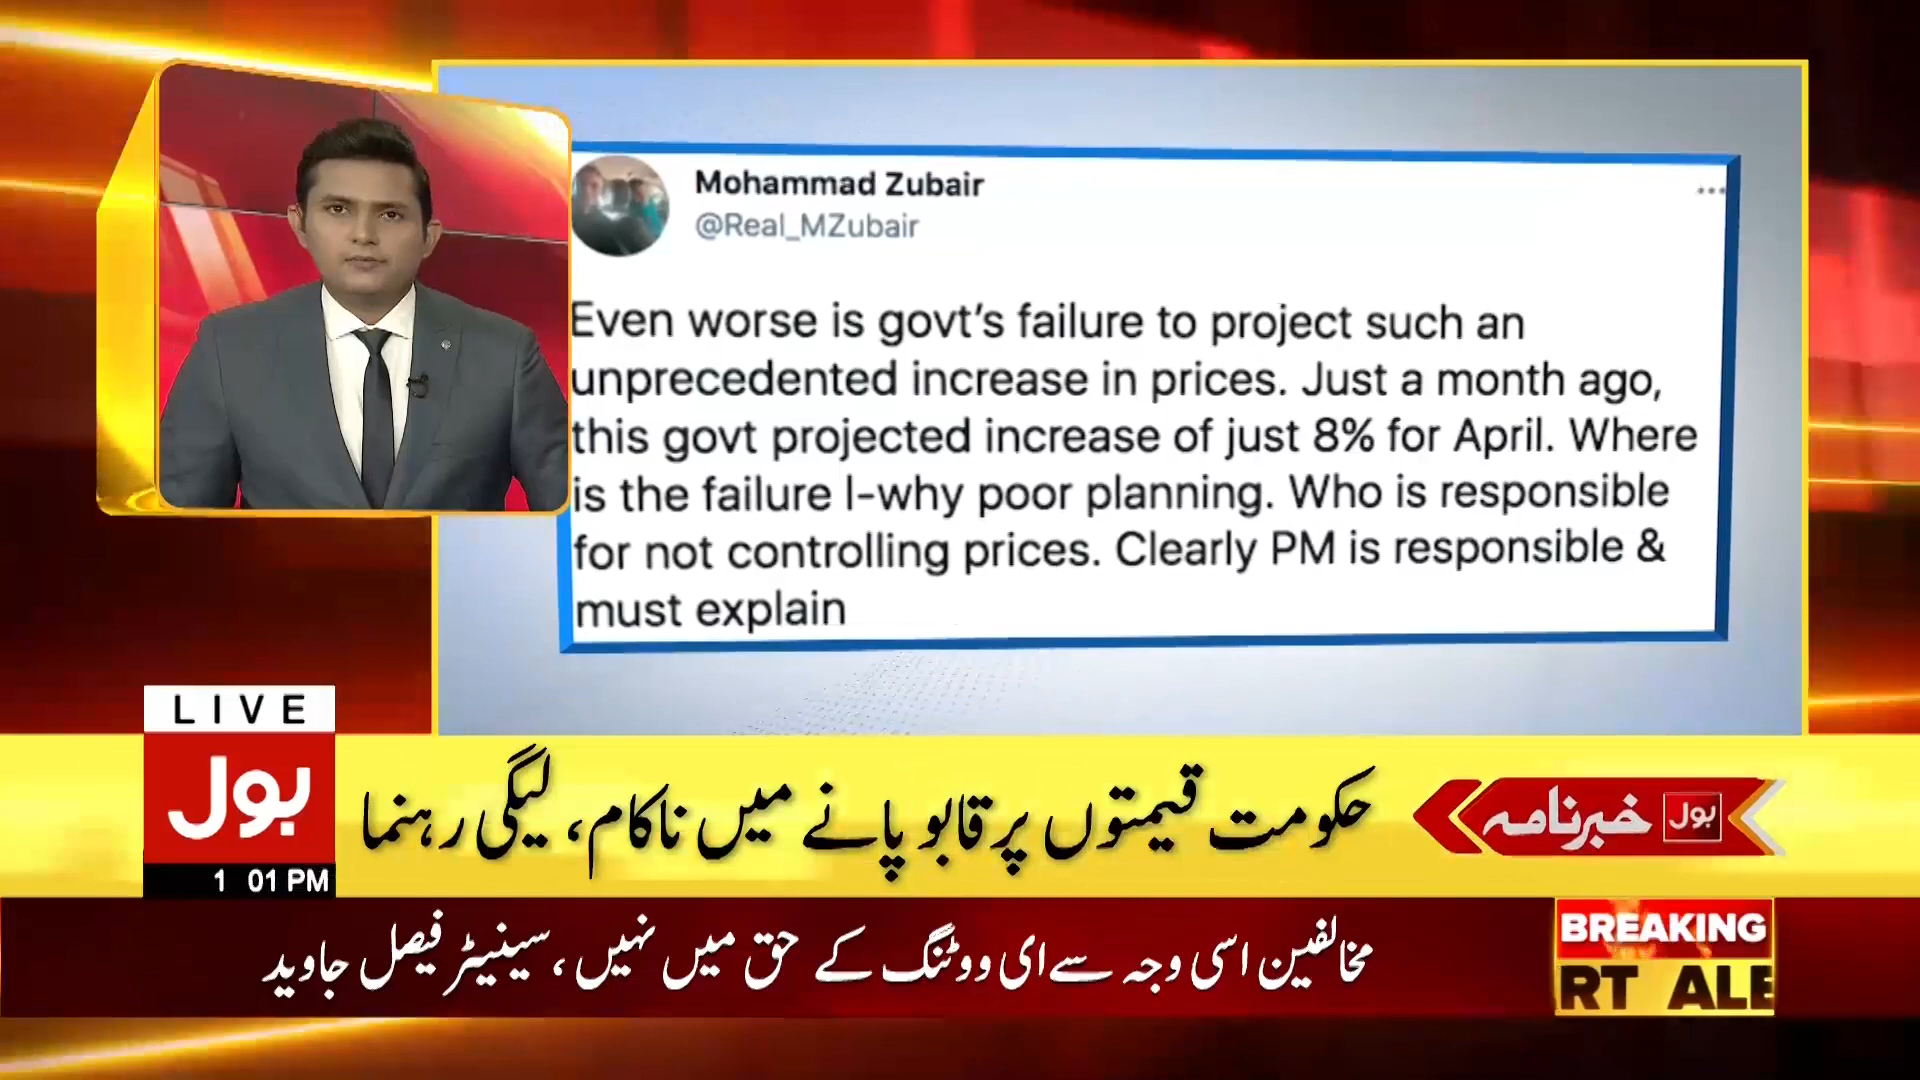 Mohammad Zubair
@Real_MZubair
Even worse is govt's failure to project such an
unprecedented increase in prices. Just a month ago,
this govt projected increase of just 8% for April. Where
is the failure l-why poor planning. Who is responsible
for not controlling prices. Clearly PM is responsible &
must explain
LIVE
بول
1 01 PM
حکومت قیمتوں پر قابو پانے میں ناکام، لیگی رہنما
بول خبرنامہ
مخالفین اسی وجہ سے ای ووٹنگ کے حق میں نہیں، سینیٹر فیصل جاوید
BREAKING
RT ALE